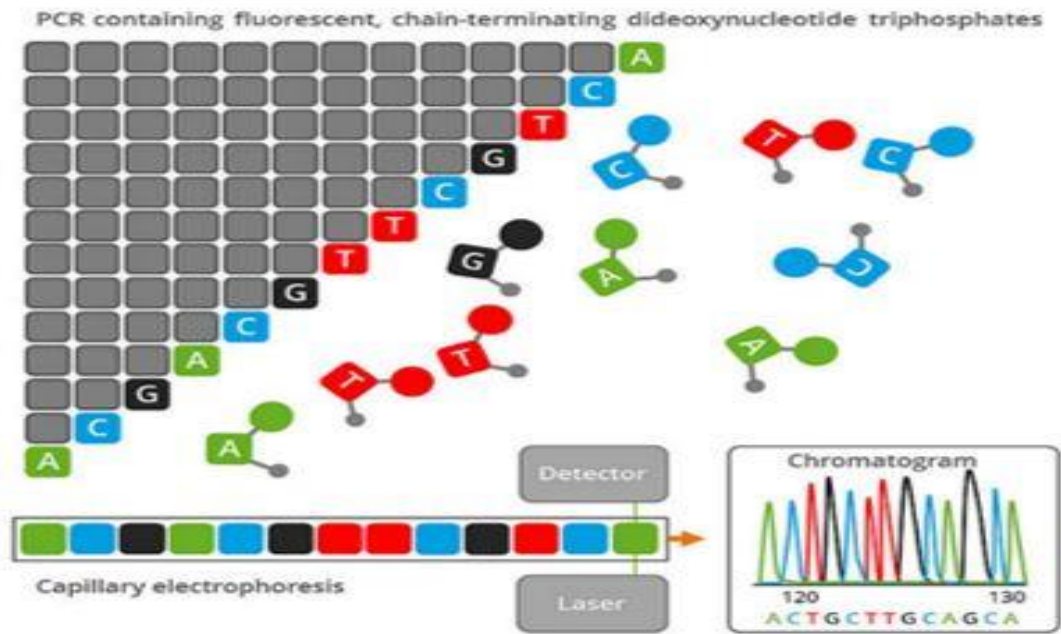 PCR containing fluorescent, chain-terminating dideoxynucleotide triphosphates
A
C
T
G
C
T
T
G
C
A
G
C
A
C
T
C
G
A
C
T
T
A
A
Detector
Chromatogram
Capillary electrophoresis
Laser
120 130
ACTGCTTGCAGCA